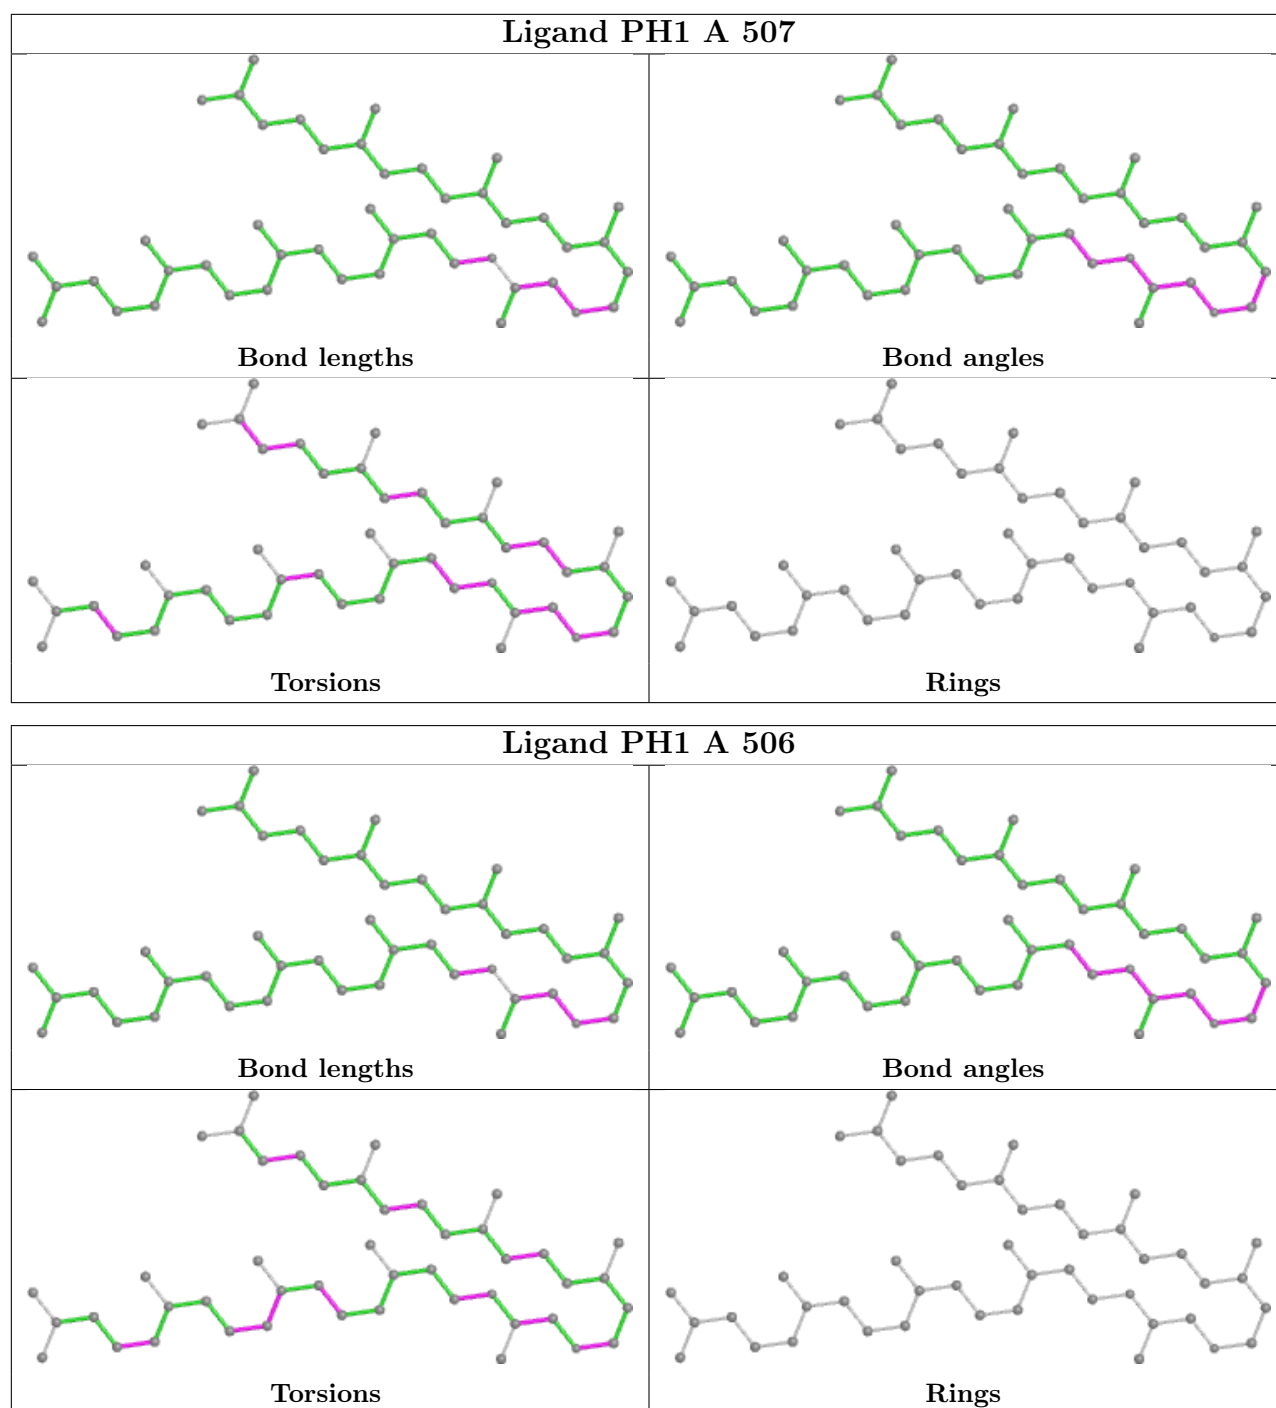 Ligand PH1 A 507
Bond lengths
Bond angles
Torsions
Rings
Ligand PH1 A 506
Bond lengths
Bond angles
Torsions
Rings